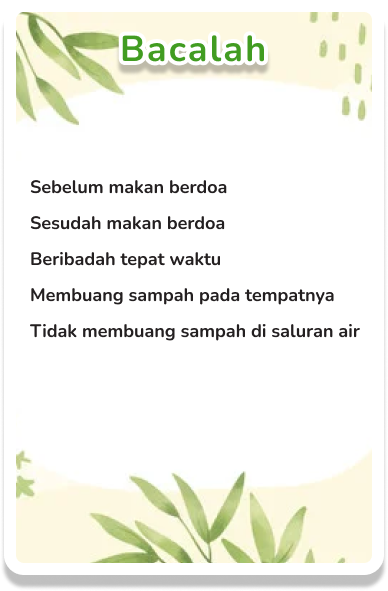 Bacalah
Sebelum makan berdoa
Sesudah makan berdoa
Beribadah tepat waktu
Membuang sampah pada tempatnya
Tidak membuang sampah di saluran air